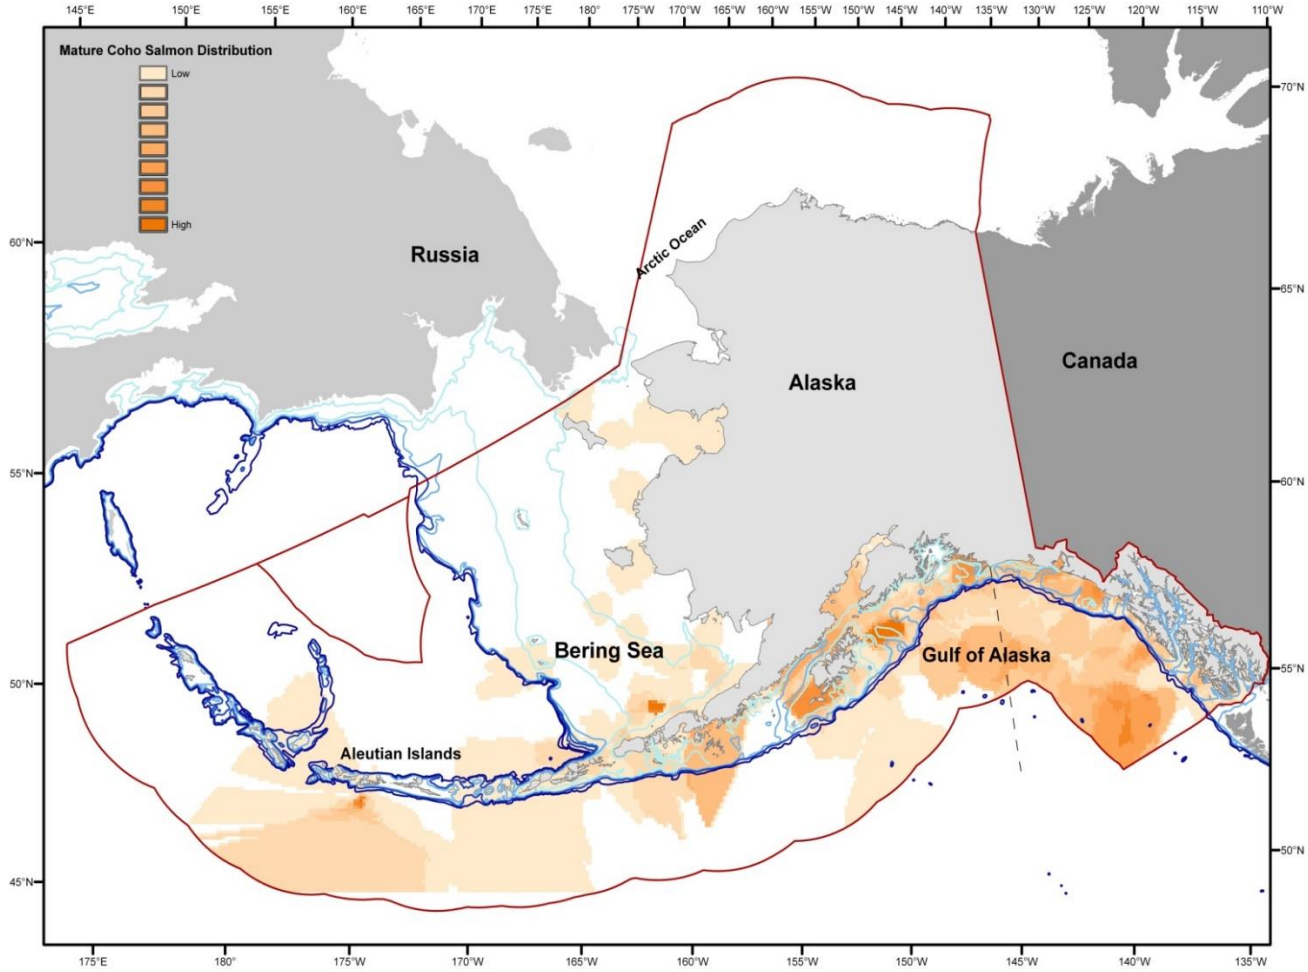 145°E 150°E 155°E 160°E 165°E 170°E 175°E 180° 175°W 170°W 165°W 160°W 155°W 150°W 145°W 140°W 135°W 130°W 125°W 120°W 115°W 110°W
Mature Coho Salmon Distribution
Low
High
70°N
60°N
Arctic Ocean
Russia
65°N
Canada
Alaska
55°N
60°N
Bering Sea
Gulf of Alaska
55°N
50°N
Aleutian Islands
50°N
45°N
175°E 180° 175°W 170°W 165°W 160°W 155°W 150°W 145°W 140°W 135°W